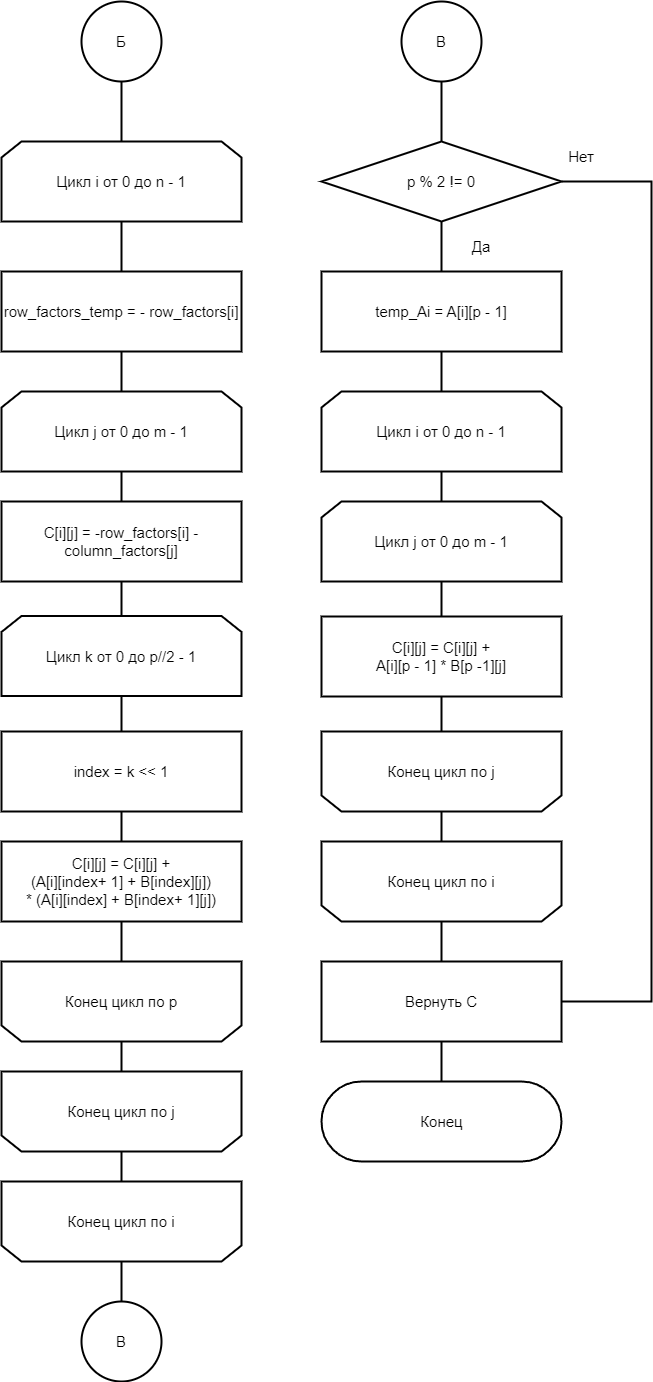 Б
Цикл i от 0 до n - 1
row_factors_temp = - row_factors[i]
Цикл j от 0 до m - 1
C[i][j] = -row_factors[i] -
column_factors[j]
Цикл k от 0 до p//2 - 1
index = k << 1
C[i][j] = C[i][j] +
(A[i][index+ 1] + B[index][j])
* (A[i][index] + B[index+ 1][j])
Конец цикл по p
Конец цикл по j
Конец цикл по i
В
В
p % 2 != 0
Нет
Да
temp_Ai = A[i][p - 1]
Цикл i от 0 до n - 1
Цикл j от 0 до m - 1
C[i][j] = C[i][j] +
A[i][p - 1] * B[p -1][j]
Конец цикл по j
Конец цикл по i
Вернуть С
Конец